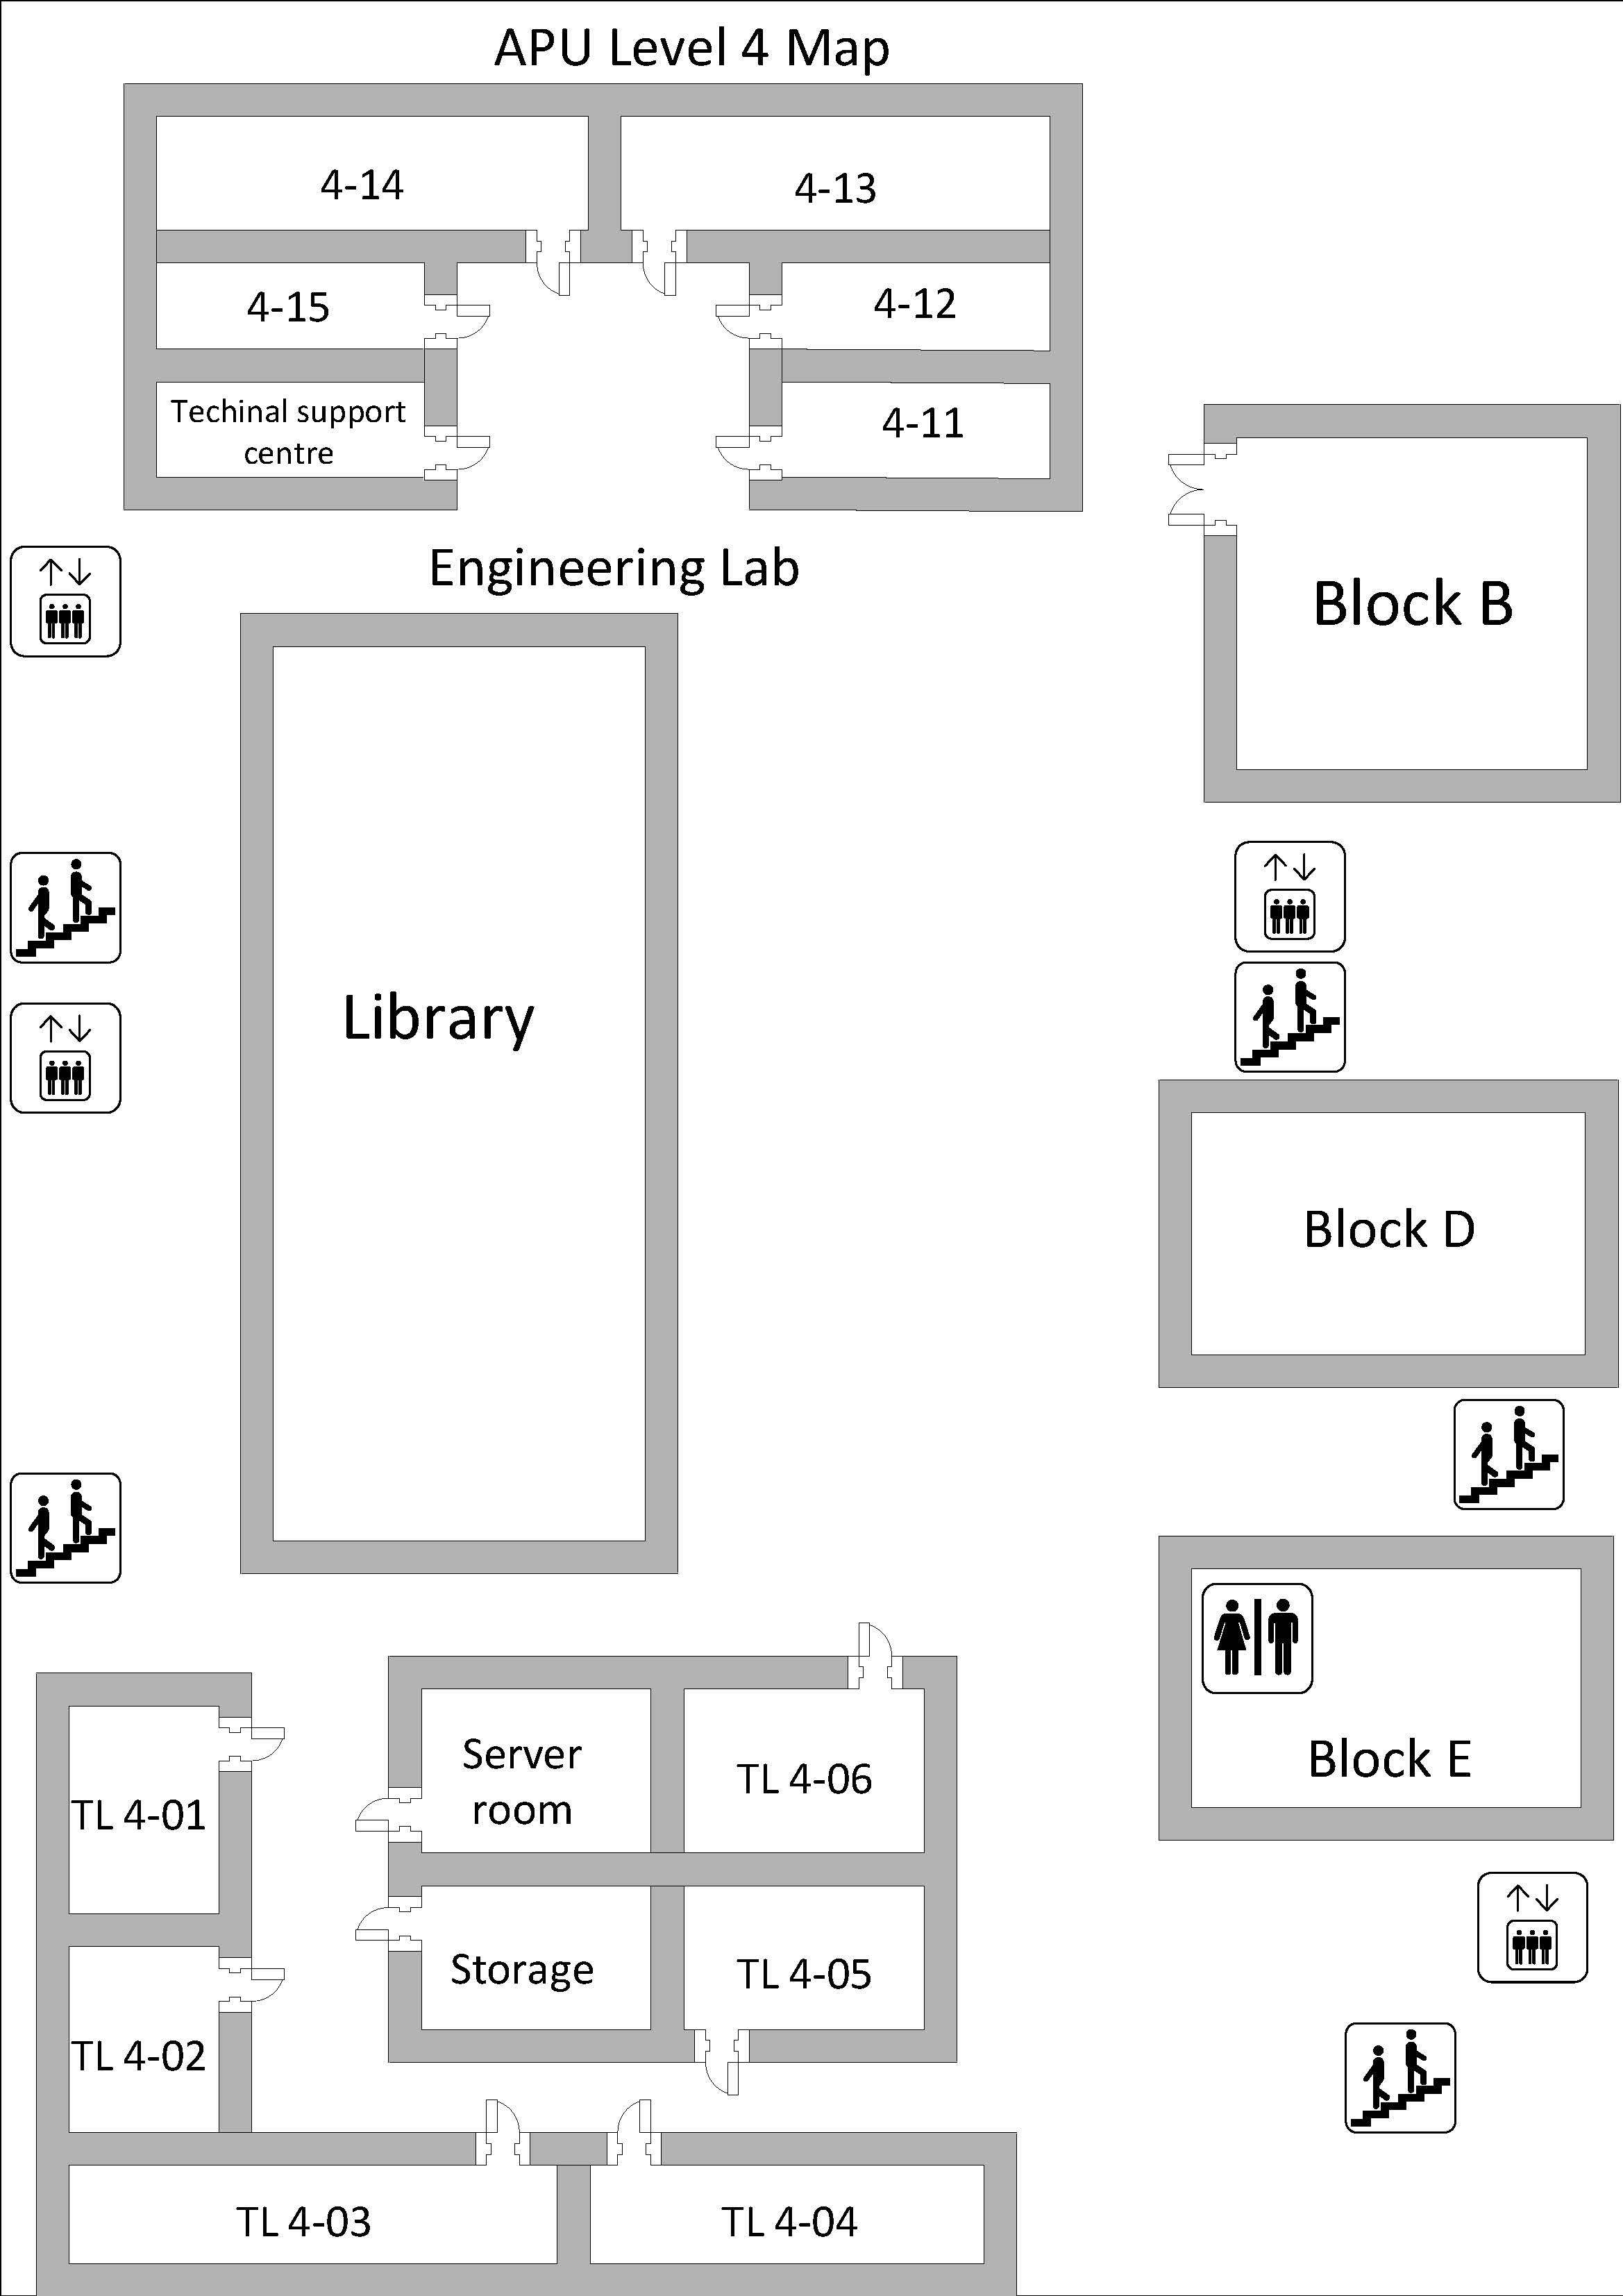 APU Level 4 Map
4-14
4-13
4-15
4-12
Techinal support
centre
4-11
Engineering Lab
Block B
Library
Block D
Block E
Server
room
TL 4-06
TL 4-01
Storage
TL 4-05
TL 4-02
TL 4-03
TL 4-04